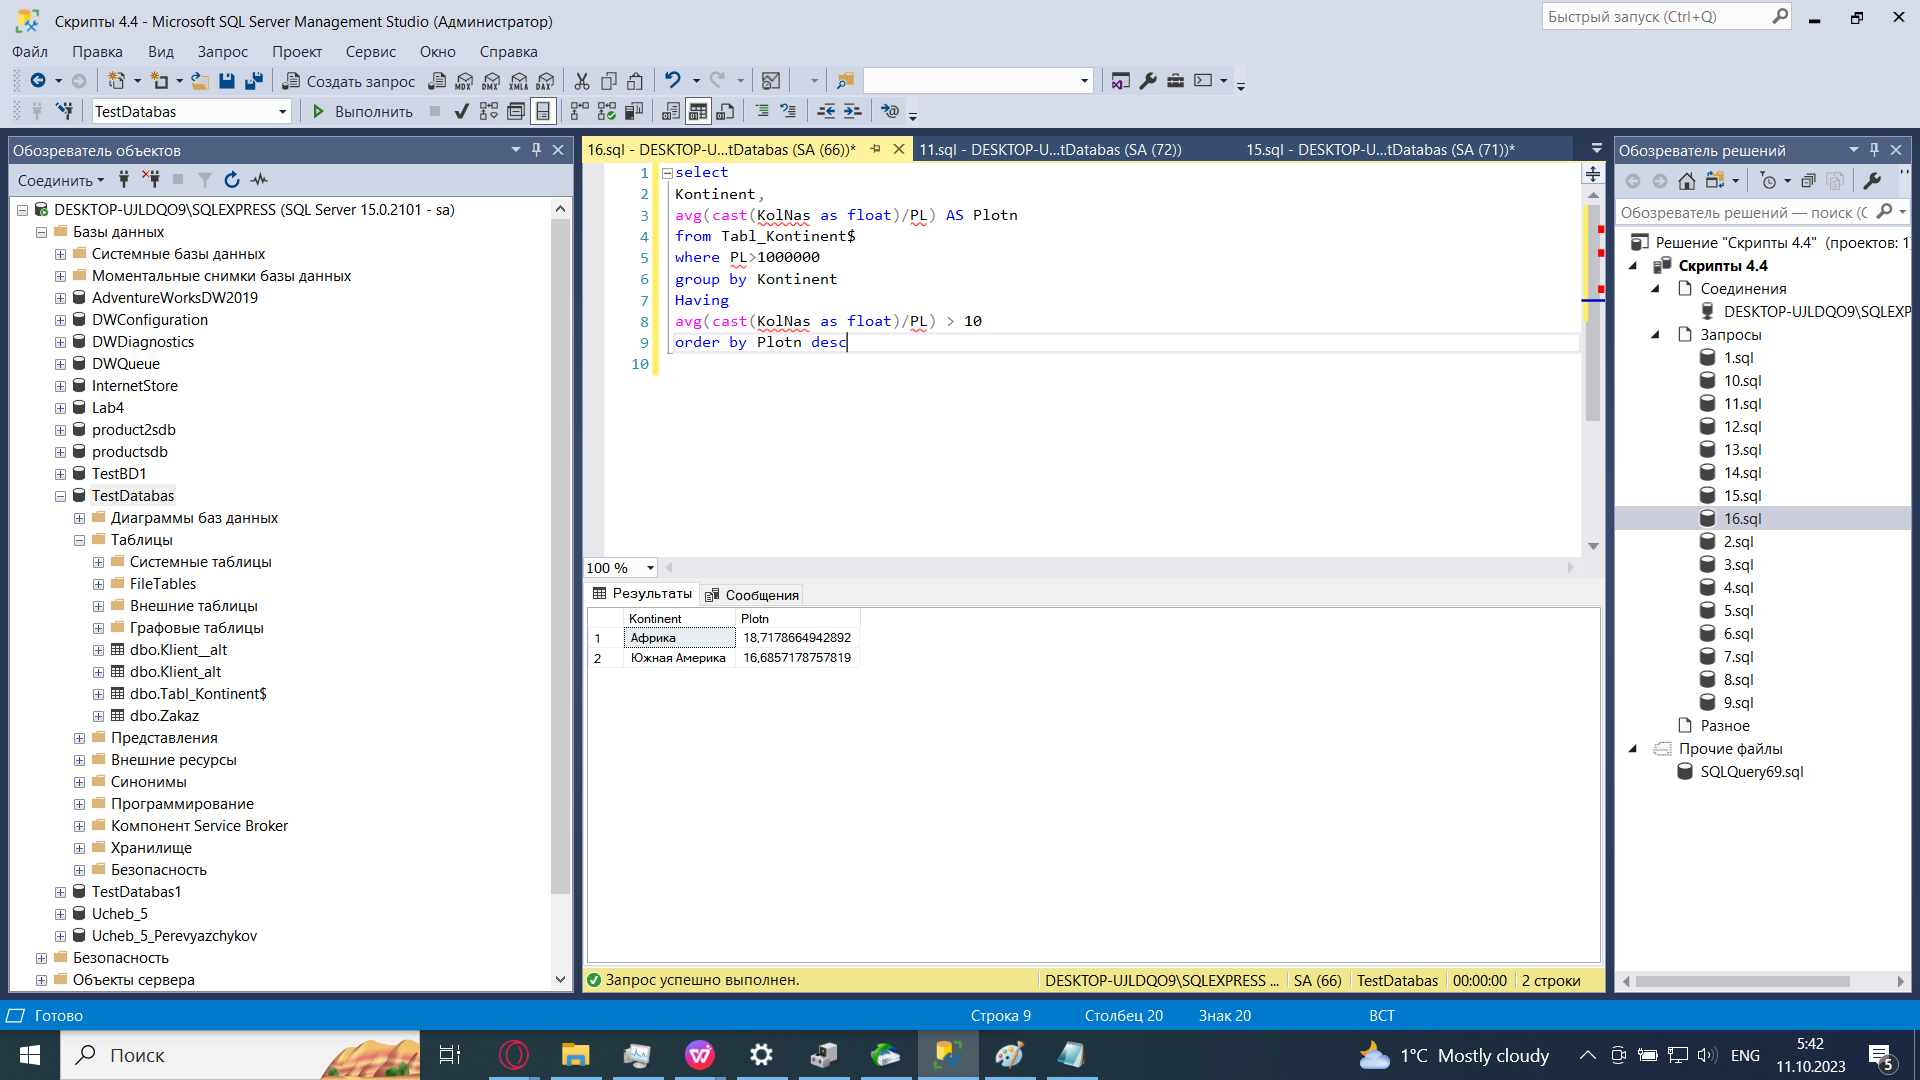 Скрипты 4.4 - Microsoft SQL Server Management Studio (Администратор)
Быстрый запуск (Ctrl+Q)
Файл Правка Вид Запрос Проект Сервис Окно Справка
Создать запрос
MDX DMX XMLA DAX
TestDatabas
Выполнить
Обозреватель объектов
Соединить
DESKTOP-UJLDQO9\SQLEXPRESS (SQL Server 15.0.2101 - sa)
Базы данных
Системные базы данных
Моментальные снимки базы данных
AdventureWorksDW2019
DWConfiguration
DWDiagnostics
DWQueue
InternetStore
Lab4
product2sdb
productsdb
TestBD1
TestDatabas
Диаграммы баз данных
Таблицы
Системные таблицы
FileTables
Внешние таблицы
Графовые таблицы
dbo.Klient__alt
dbo.Klient_alt
dbo.Tabl_Kontinent$
dbo.Zakaz
Представления
Внешние ресурсы
Синонимы
Программирование
Компонент Service Broker
Хранилище
Безопасность
TestDatabas1
Ucheb_5
Ucheb_5_Perevyazchykov
Безопасность
Объекты сервера
16.sql - DESKTOP-U...tDatabas (SA (66))*
11.sql - DESKTOP-U...tDatabas (SA (72))
15.sql - DESKTOP-U...tDatabas (SA (71))*
1 select
2 Kontinent,
3 avg(cast(KolNas as float)/PL) AS Plotn
4 from Tabl_Kontinent$
5 where PL>1000000
6 group by Kontinent
7 Having
8 avg(cast(KolNas as float)/PL) > 10
9 order by Plotn desc
10
100 %
Результаты Сообщения
Kontinent Plotn
1 Африка 18,7178664942892
2 Южная Америка 16,6857178757819
Запрос успешно выполнен.
DESKTOP-UJLDQO9\SQLEXPRESS ... SA (66) TestDatabas 00:00:00 2 строки
Обозреватель решений
Обозреватель решений — поиск (С
Решение "Скрипты 4.4" (проектов: 1
Скрипты 4.4
Соединения
DESKTOP-UJLDQO9\SQLEXP
Запросы
1.sql
10.sql
11.sql
12.sql
13.sql
14.sql
15.sql
16.sql
2.sql
3.sql
4.sql
5.sql
6.sql
7.sql
8.sql
9.sql
Разное
Прочие файлы
SQLQuery69.sql
Готово
Строка 9 Столбец 20 Знак 20 ВСТ
Поиск
1°C Mostly cloudy
ENG
5:42
11.10.2023
5